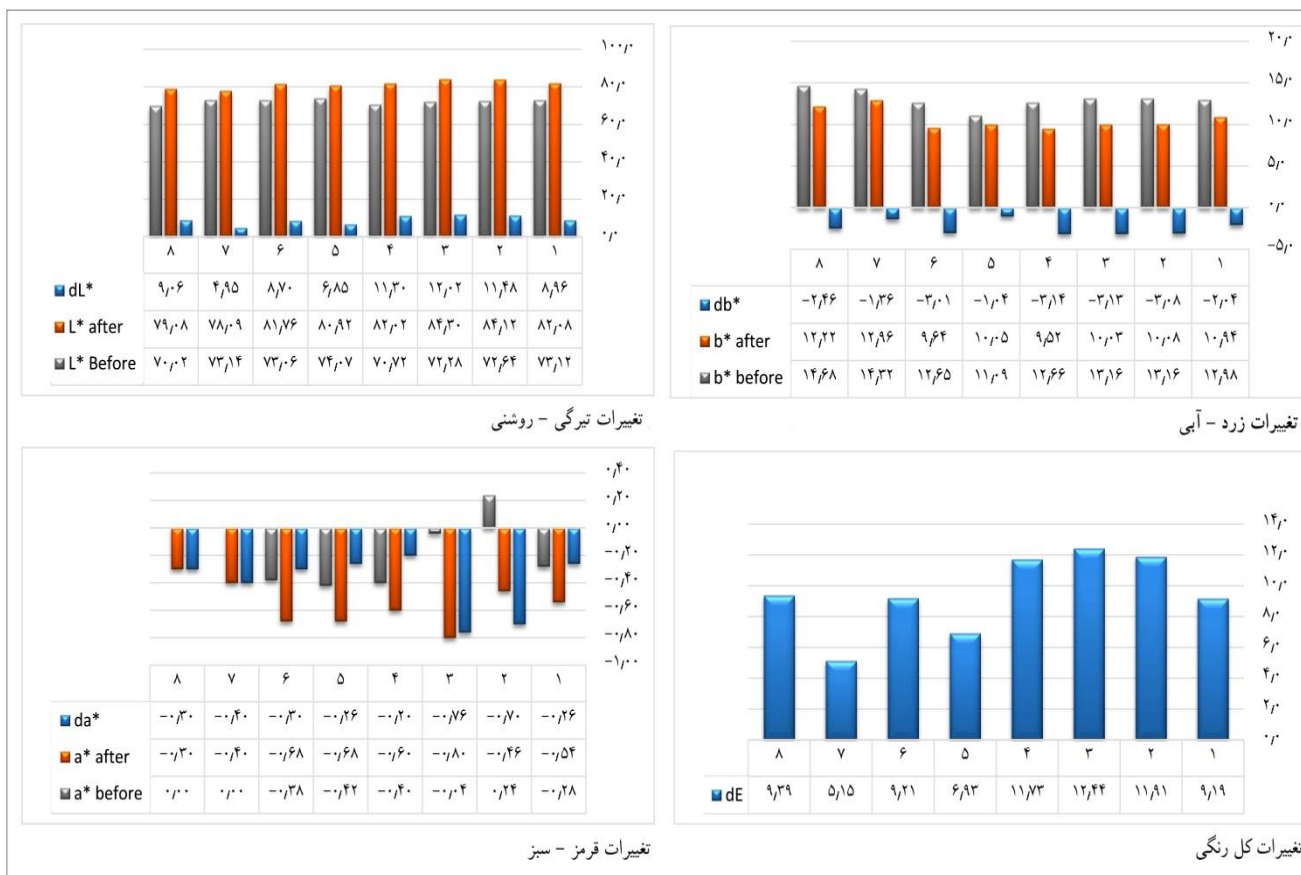 ۱۰۰٫۰
۸۰٫۰
۶۰٫۰
۴۰٫۰
۲۰٫۰
۰٫۰
۸ ۷ ۶ ۵ ۴ ۳ ۲ ۱
dL* ۹٫۰۶ ۴٫۹۵ ۸٫۷۰ ۶٫۸۵ ۱۱٫۳۰ ۱۲٫۰۲ ۱۱٫۴۸ ۸٫۹۶
L* after ۷۹٫۰۸ ۷۸٫۰۹ ۸۱٫۷۶ ۸۰٫۹۲ ۸۲٫۰۲ ۸۴٫۳۰ ۸۴٫۱۲ ۸۲٫۰۸
L* Before ۷۰٫۰۲ ۷۳٫۱۴ ۷۳٫۰۶ ۷۴٫۰۷ ۷۰٫۷۲ ۷۲٫۲۸ ۷۲٫۶۴ ۷۳٫۱۲
تغییرات تیرگی - روشنی
۲۰٫۰
۱۵٫۰
۱۰٫۰
۵٫۰
۰٫۰
-۵٫۰
۸ ۷ ۶ ۵ ۴ ۳ ۲ ۱
db* -۲٫۴۶ -۱٫۳۶ -۳٫۰۱ -۱٫۰۴ -۳٫۱۴ -۳٫۱۳ -۳٫۰۸ -۲٫۰۴
b* after ۱۲٫۲۲ ۱۲٫۹۶ ۹٫۶۴ ۱۰٫۰۵ ۹٫۵۲ ۱۰٫۰۳ ۱۰٫۰۸ ۱۰٫۹۴
b* before ۱۴٫۶۸ ۱۴٫۳۲ ۱۲٫۶۵ ۱۱٫۰۹ ۱۲٫۶۶ ۱۳٫۱۶ ۱۳٫۱۶ ۱۲٫۹۸
تغییرات زرد - آبی
۰٫۴۰
۰٫۲۰
۰٫۰۰
-۰٫۲۰
-۰٫۴۰
-۰٫۶۰
-۰٫۸۰
-۱٫۰۰
۸ ۷ ۶ ۵ ۴ ۳ ۲ ۱
da* -۰٫۳۰ -۰٫۴۰ -۰٫۳۰ -۰٫۲۶ -۰٫۲۰ -۰٫۷۶ -۰٫۷۰ -۰٫۲۶
a* after -۰٫۳۰ -۰٫۴۰ -۰٫۶۸ -۰٫۶۸ -۰٫۶۰ -۰٫۸۰ -۰٫۴۶ -۰٫۵۴
a* before ۰٫۰۰ ۰٫۰۰ -۰٫۳۸ -۰٫۴۲ -۰٫۴۰ -۰٫۰۴ ۰٫۲۴ -۰٫۲۸
تغییرات قرمز - سبز
۱۴٫۰
۱۲٫۰
۱۰٫۰
۸٫۰
۶٫۰
۴٫۰
۲٫۰
۰٫۰
۸ ۷ ۶ ۵ ۴ ۳ ۲ ۱
dE ۹٫۳۹ ۵٫۱۵ ۹٫۲۱ ۶٫۹۳ ۱۱٫۷۳ ۱۲٫۴۴ ۱۱٫۹۱ ۹٫۱۹
تغییرات کل رنگی